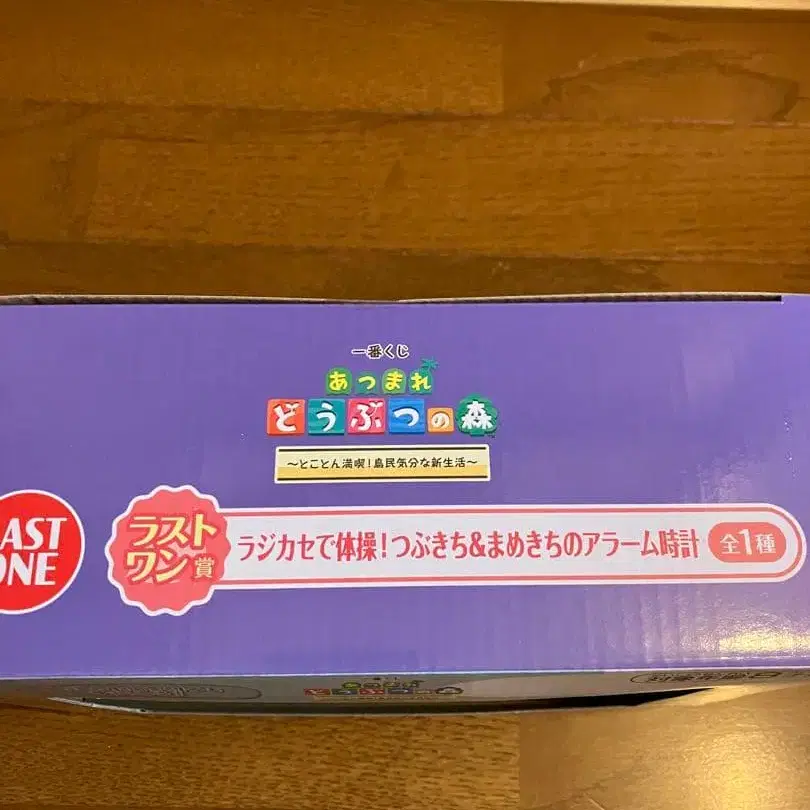 一番くじ
あつまれ
どうぶつの森
～とことん満喫！島民気分な新生活～
LAST
ONE
ラスト
ワン賞
ラジカセで体操！つぶきち&まめきちのアラーム時計
全1種